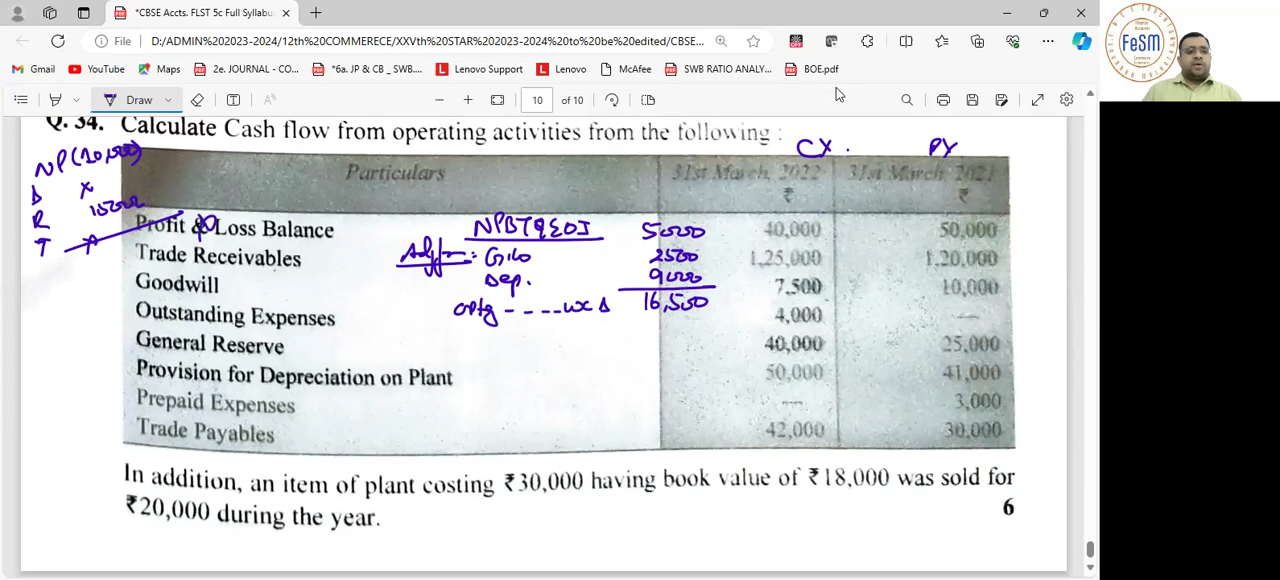 *CBSE Accts. FLST 5c Full Syllabu
File D:/ADMIN%202023-2024/12th%20COMMERECE/XXVth%20STAR%202023-2024%20to%20be%20edited/CBSE...
Gmail YouTube Maps 2e. JOURNAL - CO... *6a. JP & CB _ SWB.... Lenovo Support Lenovo McAfee SWB RATIO ANALY... BOE.pdf
Draw 10 of 10
FeSM
Q. 34. Calculate Cash flow from operating activities from the following :
CY. PY
NP (10,000)
Particulars 31st March, 2022 ₹ 31st March, 2021 ₹
D X
R 15000
T X
Profit & Loss Balance NPBT&EOI 5000 40,000 50,000
Trade Receivables G/w 2500 1,25,000 1,20,000
Goodwill Dep. 9000 7,500 10,000
Outstanding Expenses 16,500 4,000 —
General Reserve 40,000 25,000
Provision for Depreciation on Plant 50,000 41,000
Prepaid Expenses — 3,000
Trade Payables 42,000 30,000
In addition, an item of plant costing ₹30,000 having book value of ₹18,000 was sold for
₹20,000 during the year. 6